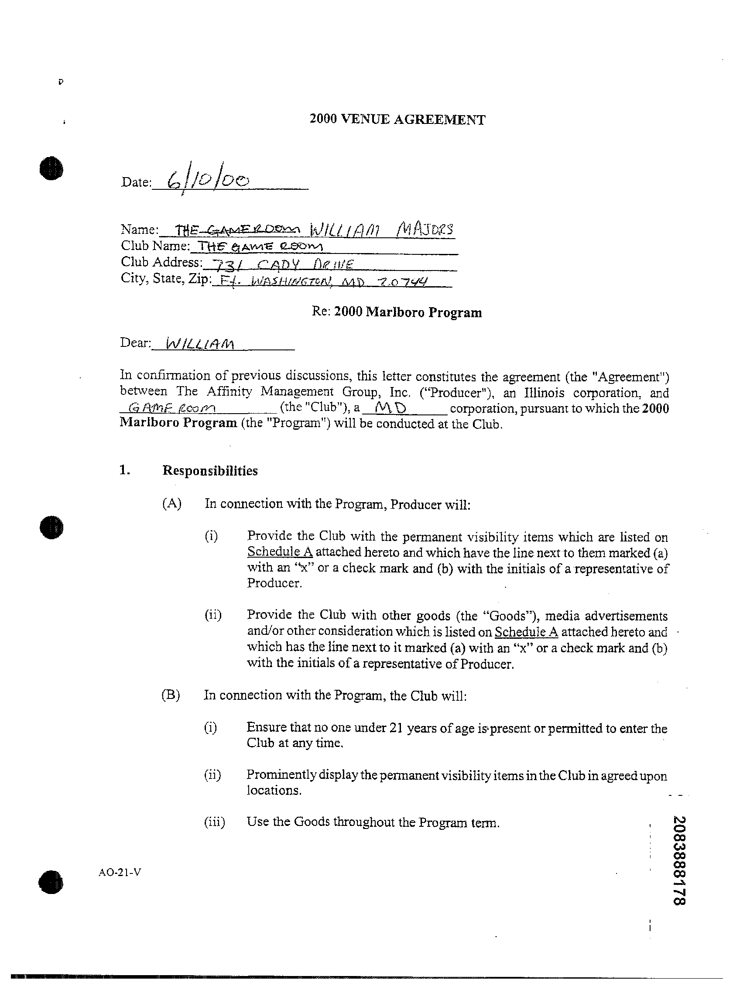 2000 VENUE AGREEMENT
Date: 6/10/00
Name: THE GAMEROOM WILLIAM MAJORS
Club Name: THE GAME ROOM
Club Address: 731 CADY DRIVE
City, State, Zip: Ft. WASHINGTON, MD 20744
Re: 2000 Marlboro Program
Dear: WILLIAM
In confirmation of previous discussions, this letter constitutes the agreement (the "Agreement")
between The Affinity Management Group, Inc. ("Producer"), an Illinois corporation, and
GAME ROOM (the "Club"), a MD corporation, pursuant to which the 2000
Marlboro Program (the "Program") will be conducted at the Club.
1. Responsibilities
(A) In connection with the Program, Producer will:
(i) Provide the Club with the permanent visibility items which are listed on
Schedule A attached hereto and which have the line next to them marked (a)
with an "x" or a check mark and (b) with the initials of a representative of
Producer.
(ii) Provide the Club with other goods (the "Goods"), media advertisements
and/or other consideration which is listed on Schedule A attached hereto and
which has the line next to it marked (a) with an "x" or a check mark and (b)
with the initials of a representative of Producer.
(B) In connection with the Program, the Club will:
(i) Ensure that no one under 21 years of age is present or permitted to enter the
Club at any time.
(ii) Prominently display the permanent visibility items in the Club in agreed upon
locations.
(iii) Use the Goods throughout the Program term.
AO-21-V
2083888178